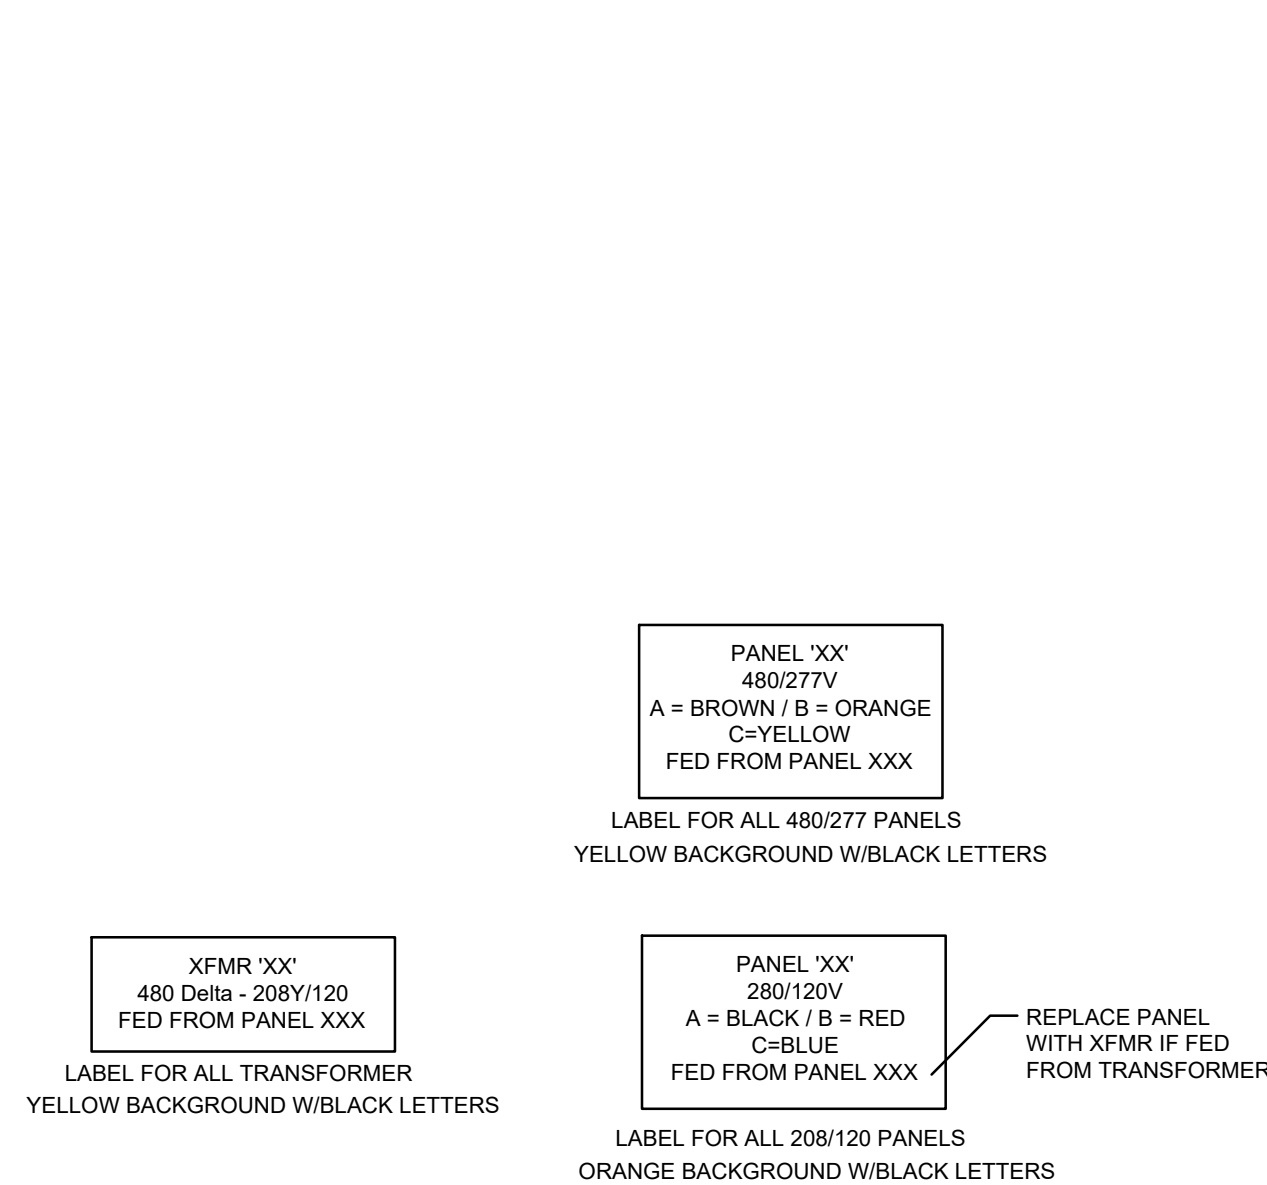 PANEL 'XX'
480/277V
A = BROWN / B = ORANGE
C=YELLOW
FED FROM PANEL XXX
LABEL FOR ALL 480/277 PANELS
YELLOW BACKGROUND W/BLACK LETTERS
XFMR 'XX'
480 Delta - 208Y/120
FED FROM PANEL XXX
LABEL FOR ALL TRANSFORMER
YELLOW BACKGROUND W/BLACK LETTERS
PANEL 'XX'
280/120V
A = BLACK / B = RED
C=BLUE
FED FROM PANEL XXX
REPLACE PANEL
WITH XFMR IF FED
FROM TRANSFORMER
LABEL FOR ALL 208/120 PANELS
ORANGE BACKGROUND W/BLACK LETTERS